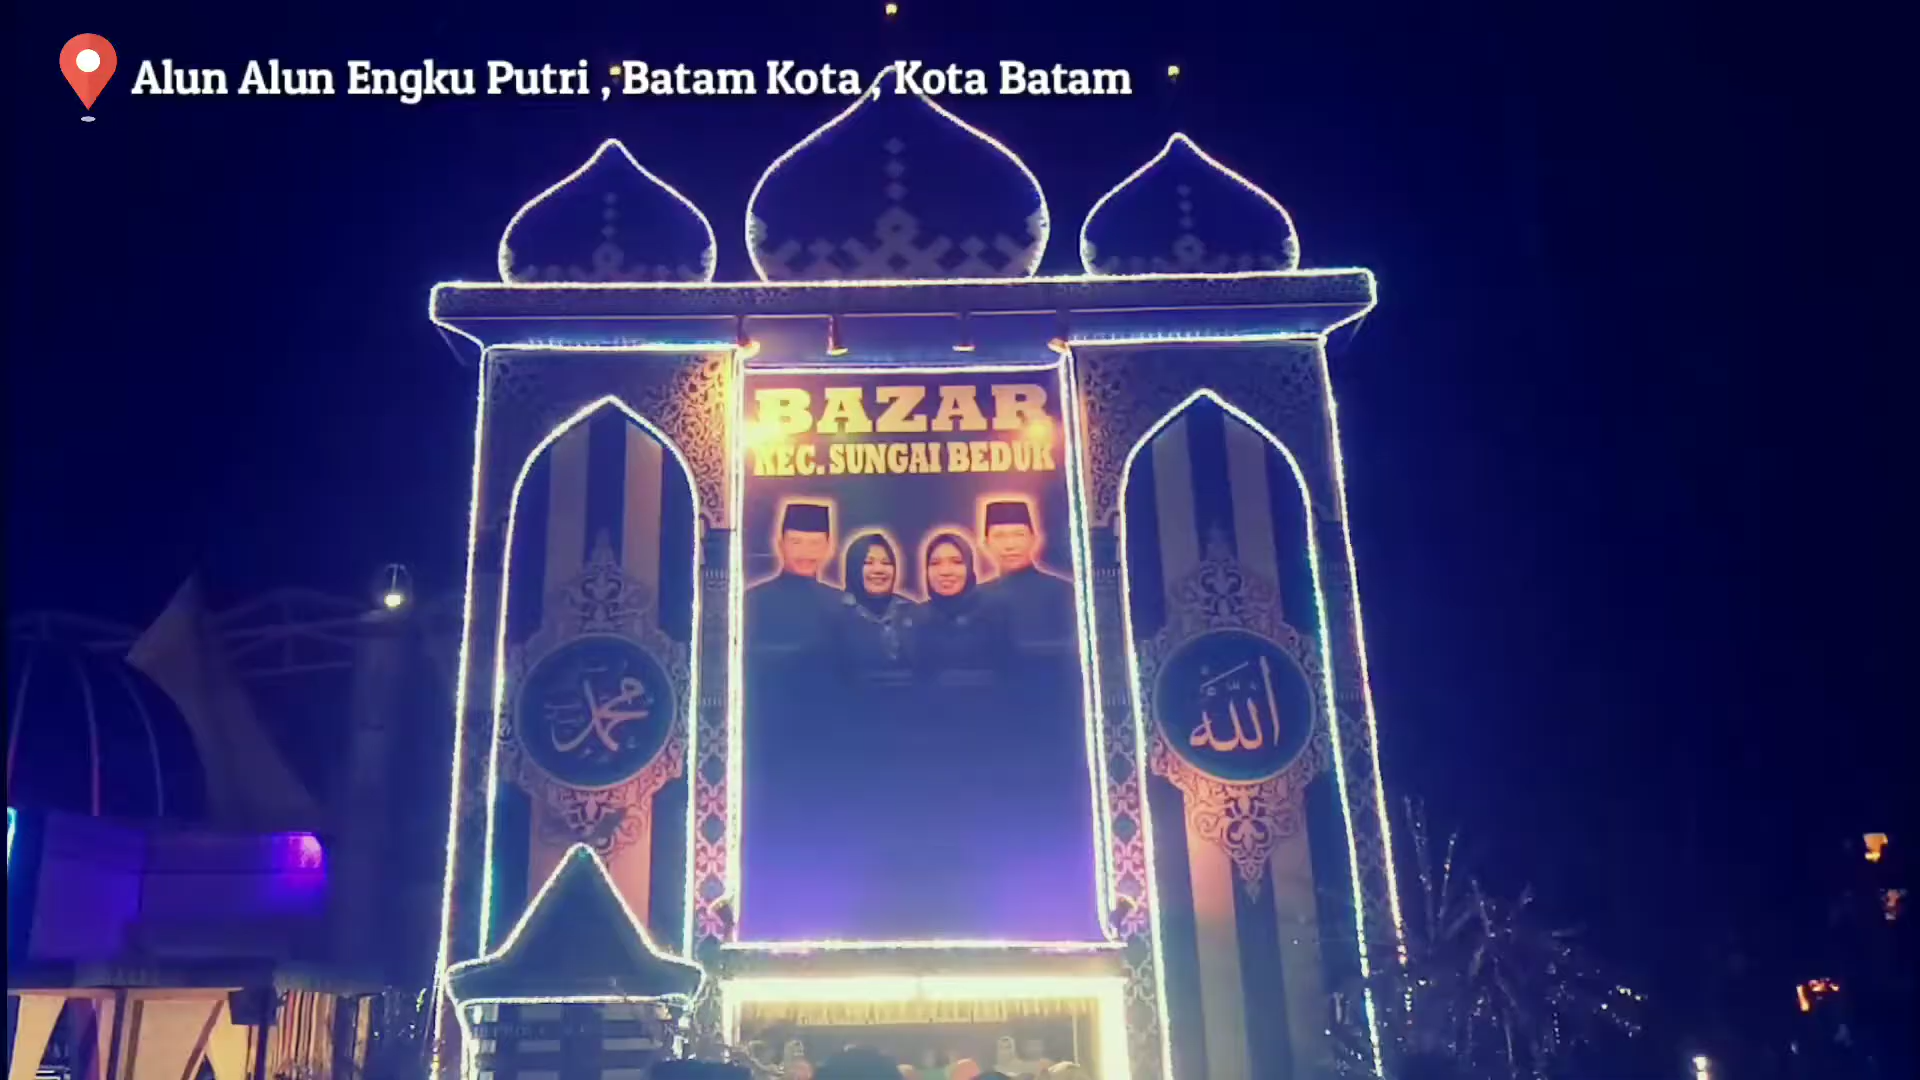 Alun Alun Engku Putri , Batam Kota , Kota Batam
BAZAR
KEC. SUNGAI BEDUK
محمد
الله